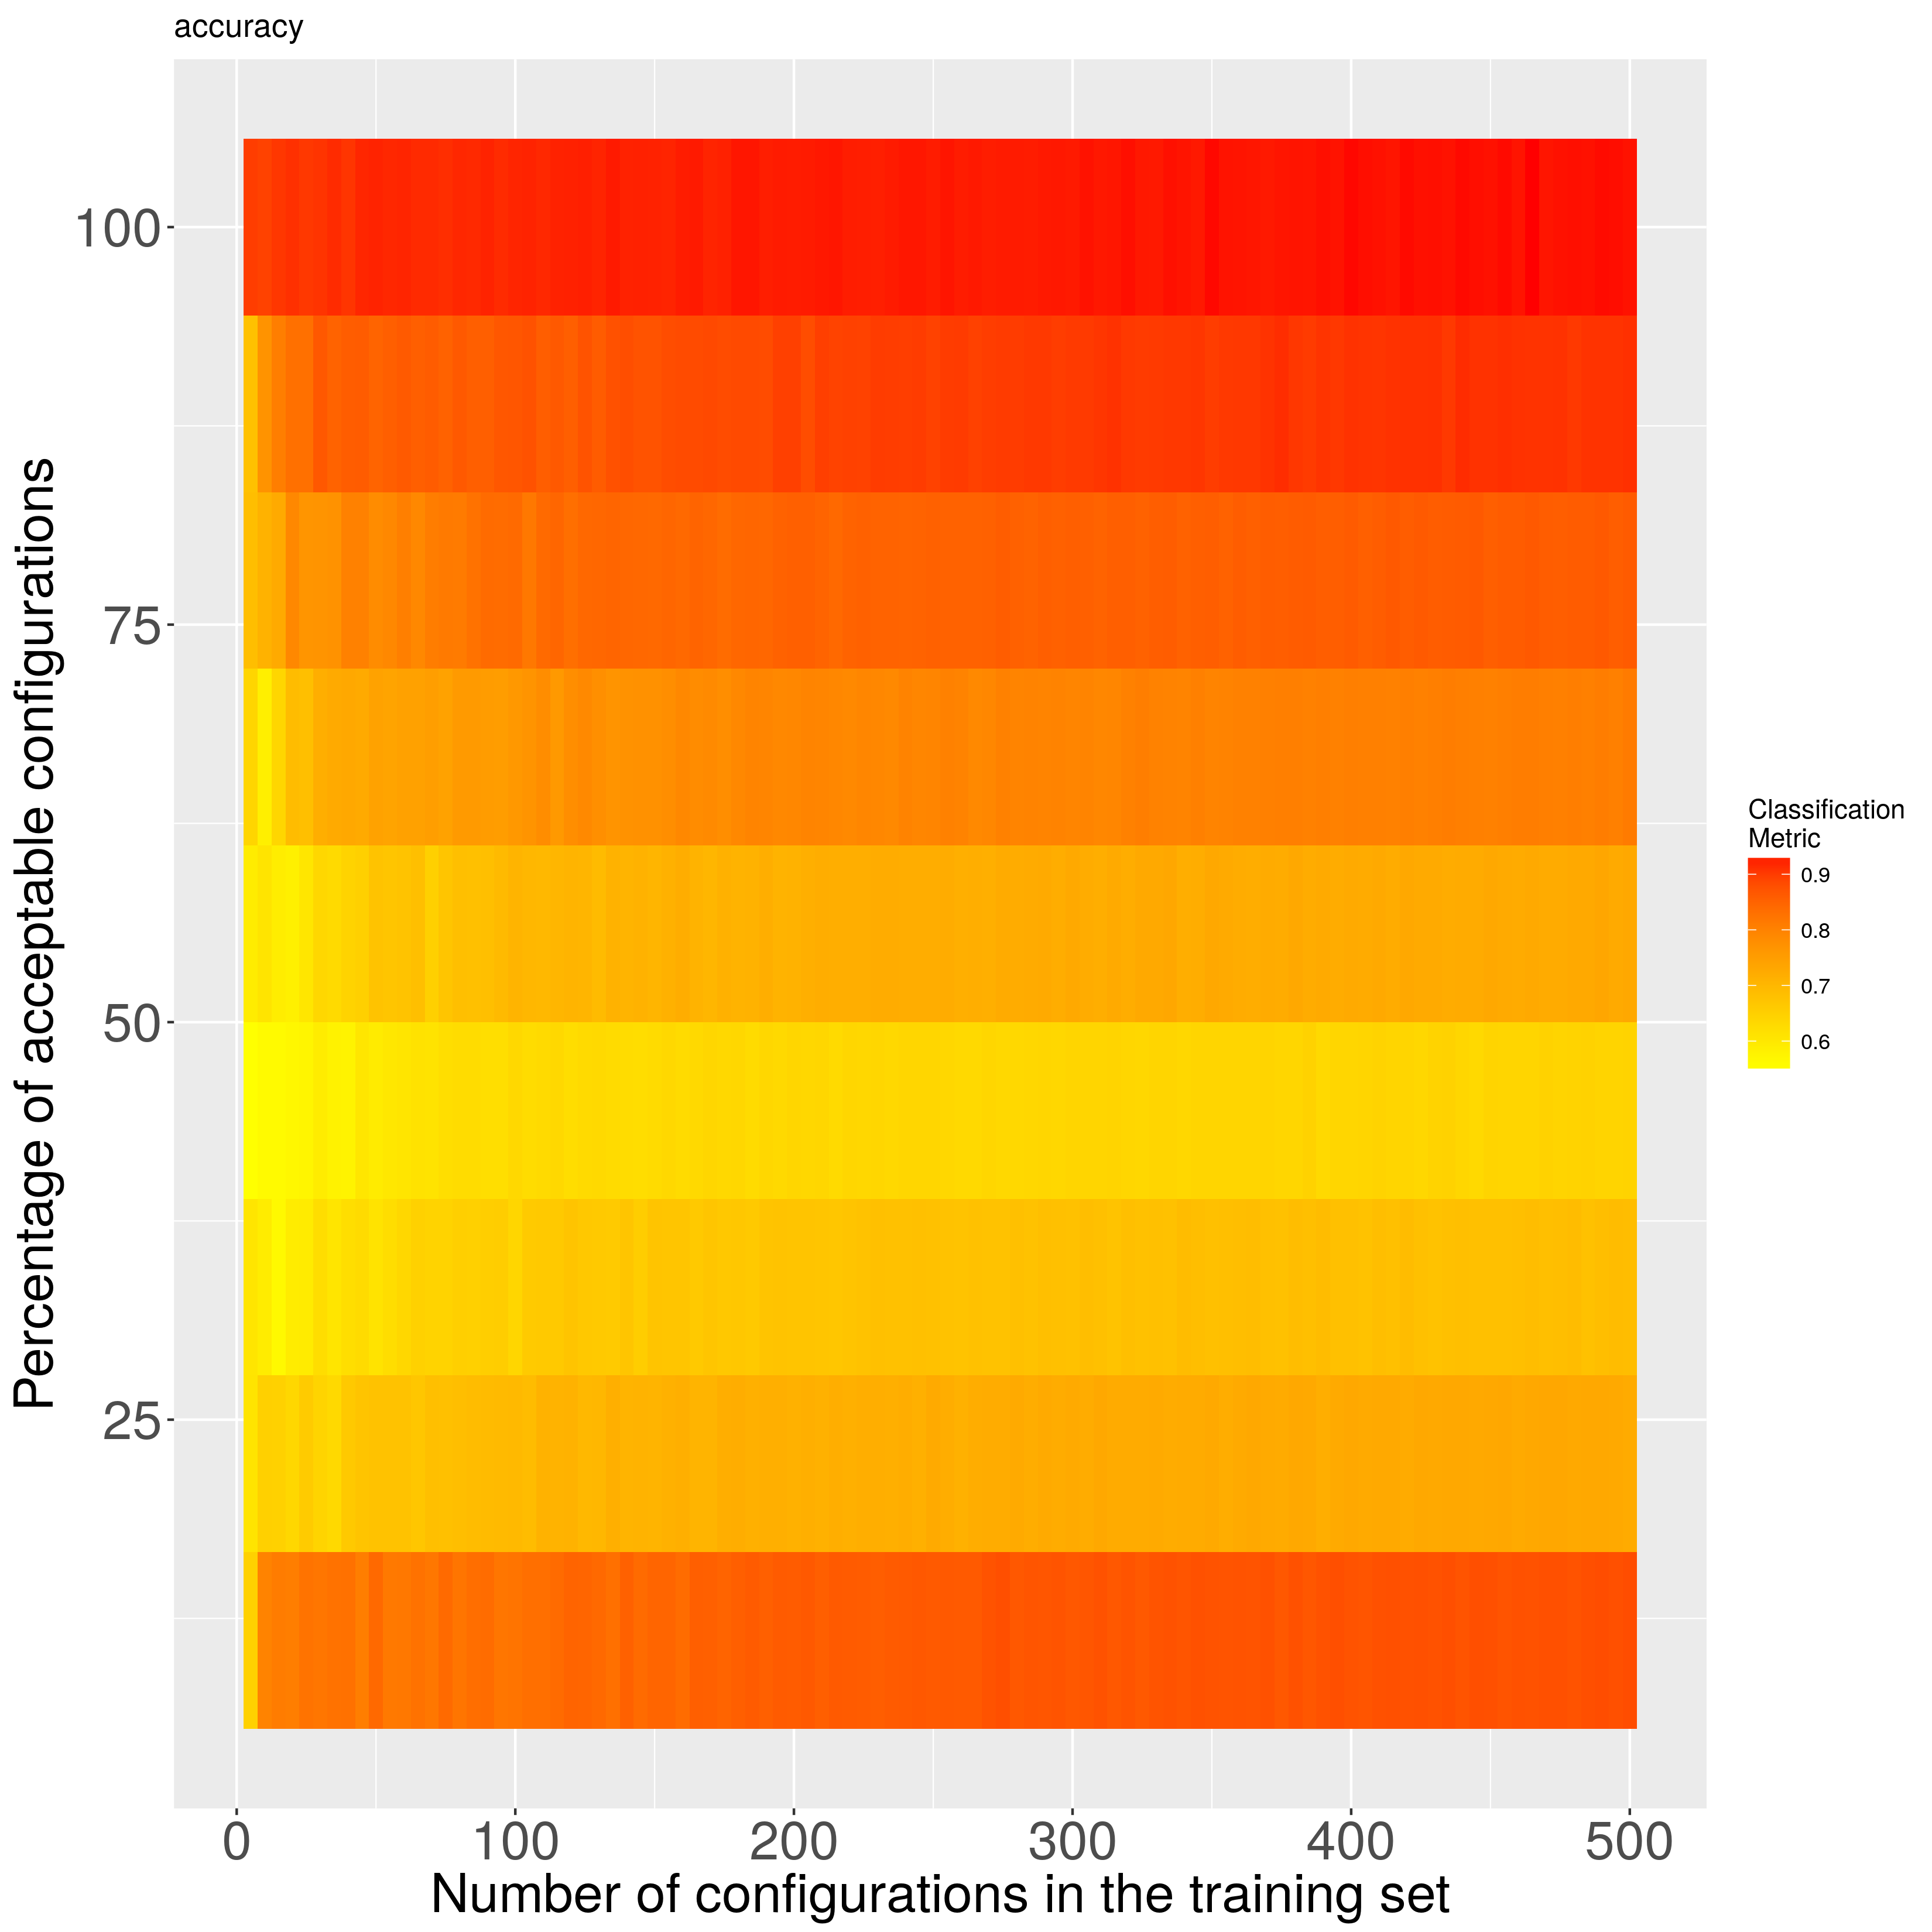 accuracy
Percentage of acceptable configurations
100
75
50
25
0
100
200
300
400
500
Number of configurations in the training set
Classification
Metric
0.9
0.8
0.7
0.6